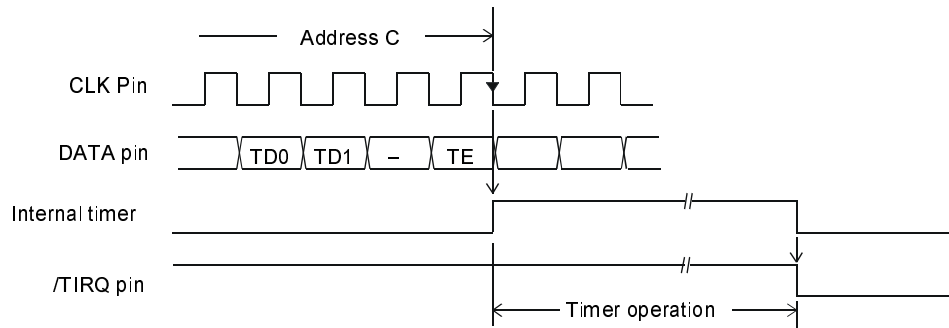 Address C
CLK Pin
DATA pin
TD0 TD1 – TE
Internal timer
/TIRQ pin
Timer operation